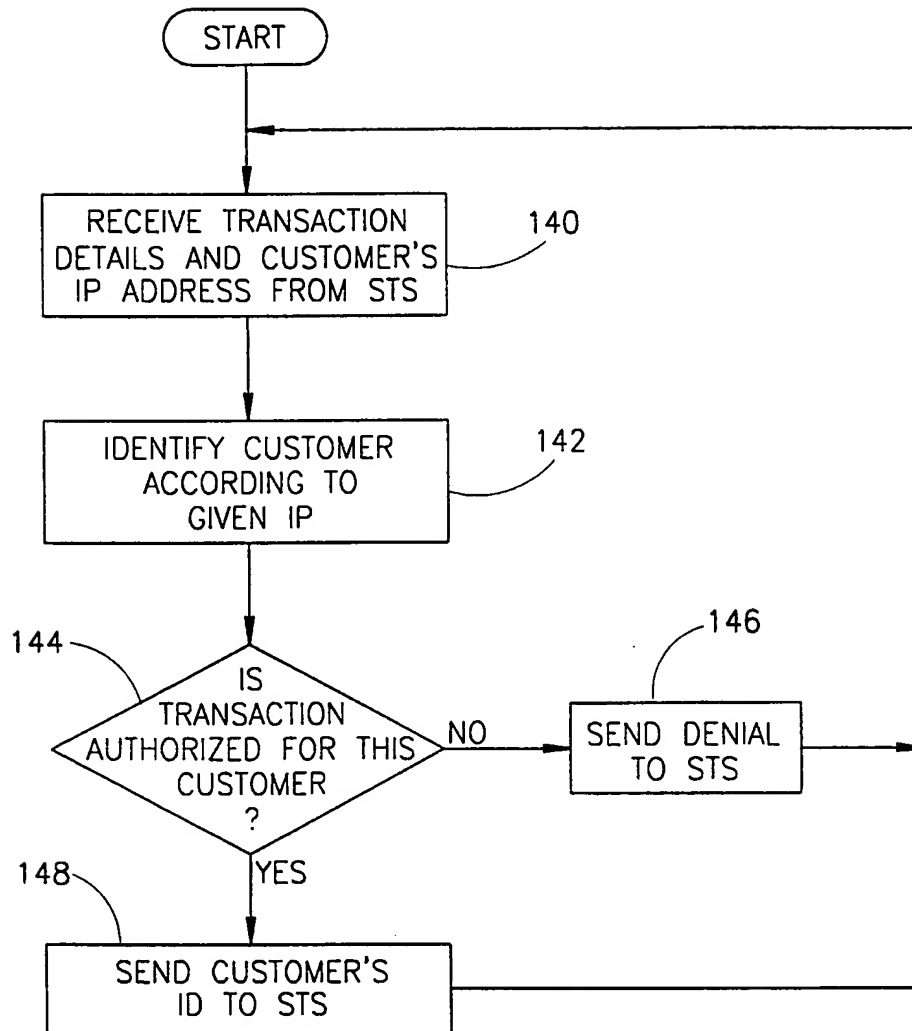 START
RECEIVE TRANSACTION
DETAILS AND CUSTOMER'S
IP ADDRESS FROM STS
140
IDENTIFY CUSTOMER
ACCORDING TO
GIVEN IP
142
144
IS
TRANSACTION
AUTHORIZED FOR THIS
CUSTOMER
?
NO
146
SEND DENIAL
TO STS
YES
148
SEND CUSTOMER'S
ID TO STS